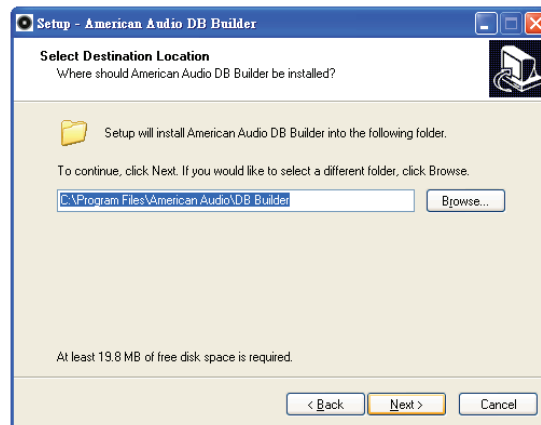 Setup - American Audio DB Builder
Select Destination Location
Where should American Audio DB Builder be installed?
Setup will install American Audio DB Builder into the following folder.
To continue, click Next. If you would like to select a different folder, click Browse.
C:\Program Files\American Audio\DB Builder
Browse...
At least 19.8 MB of free disk space is required.
< Back Next > Cancel